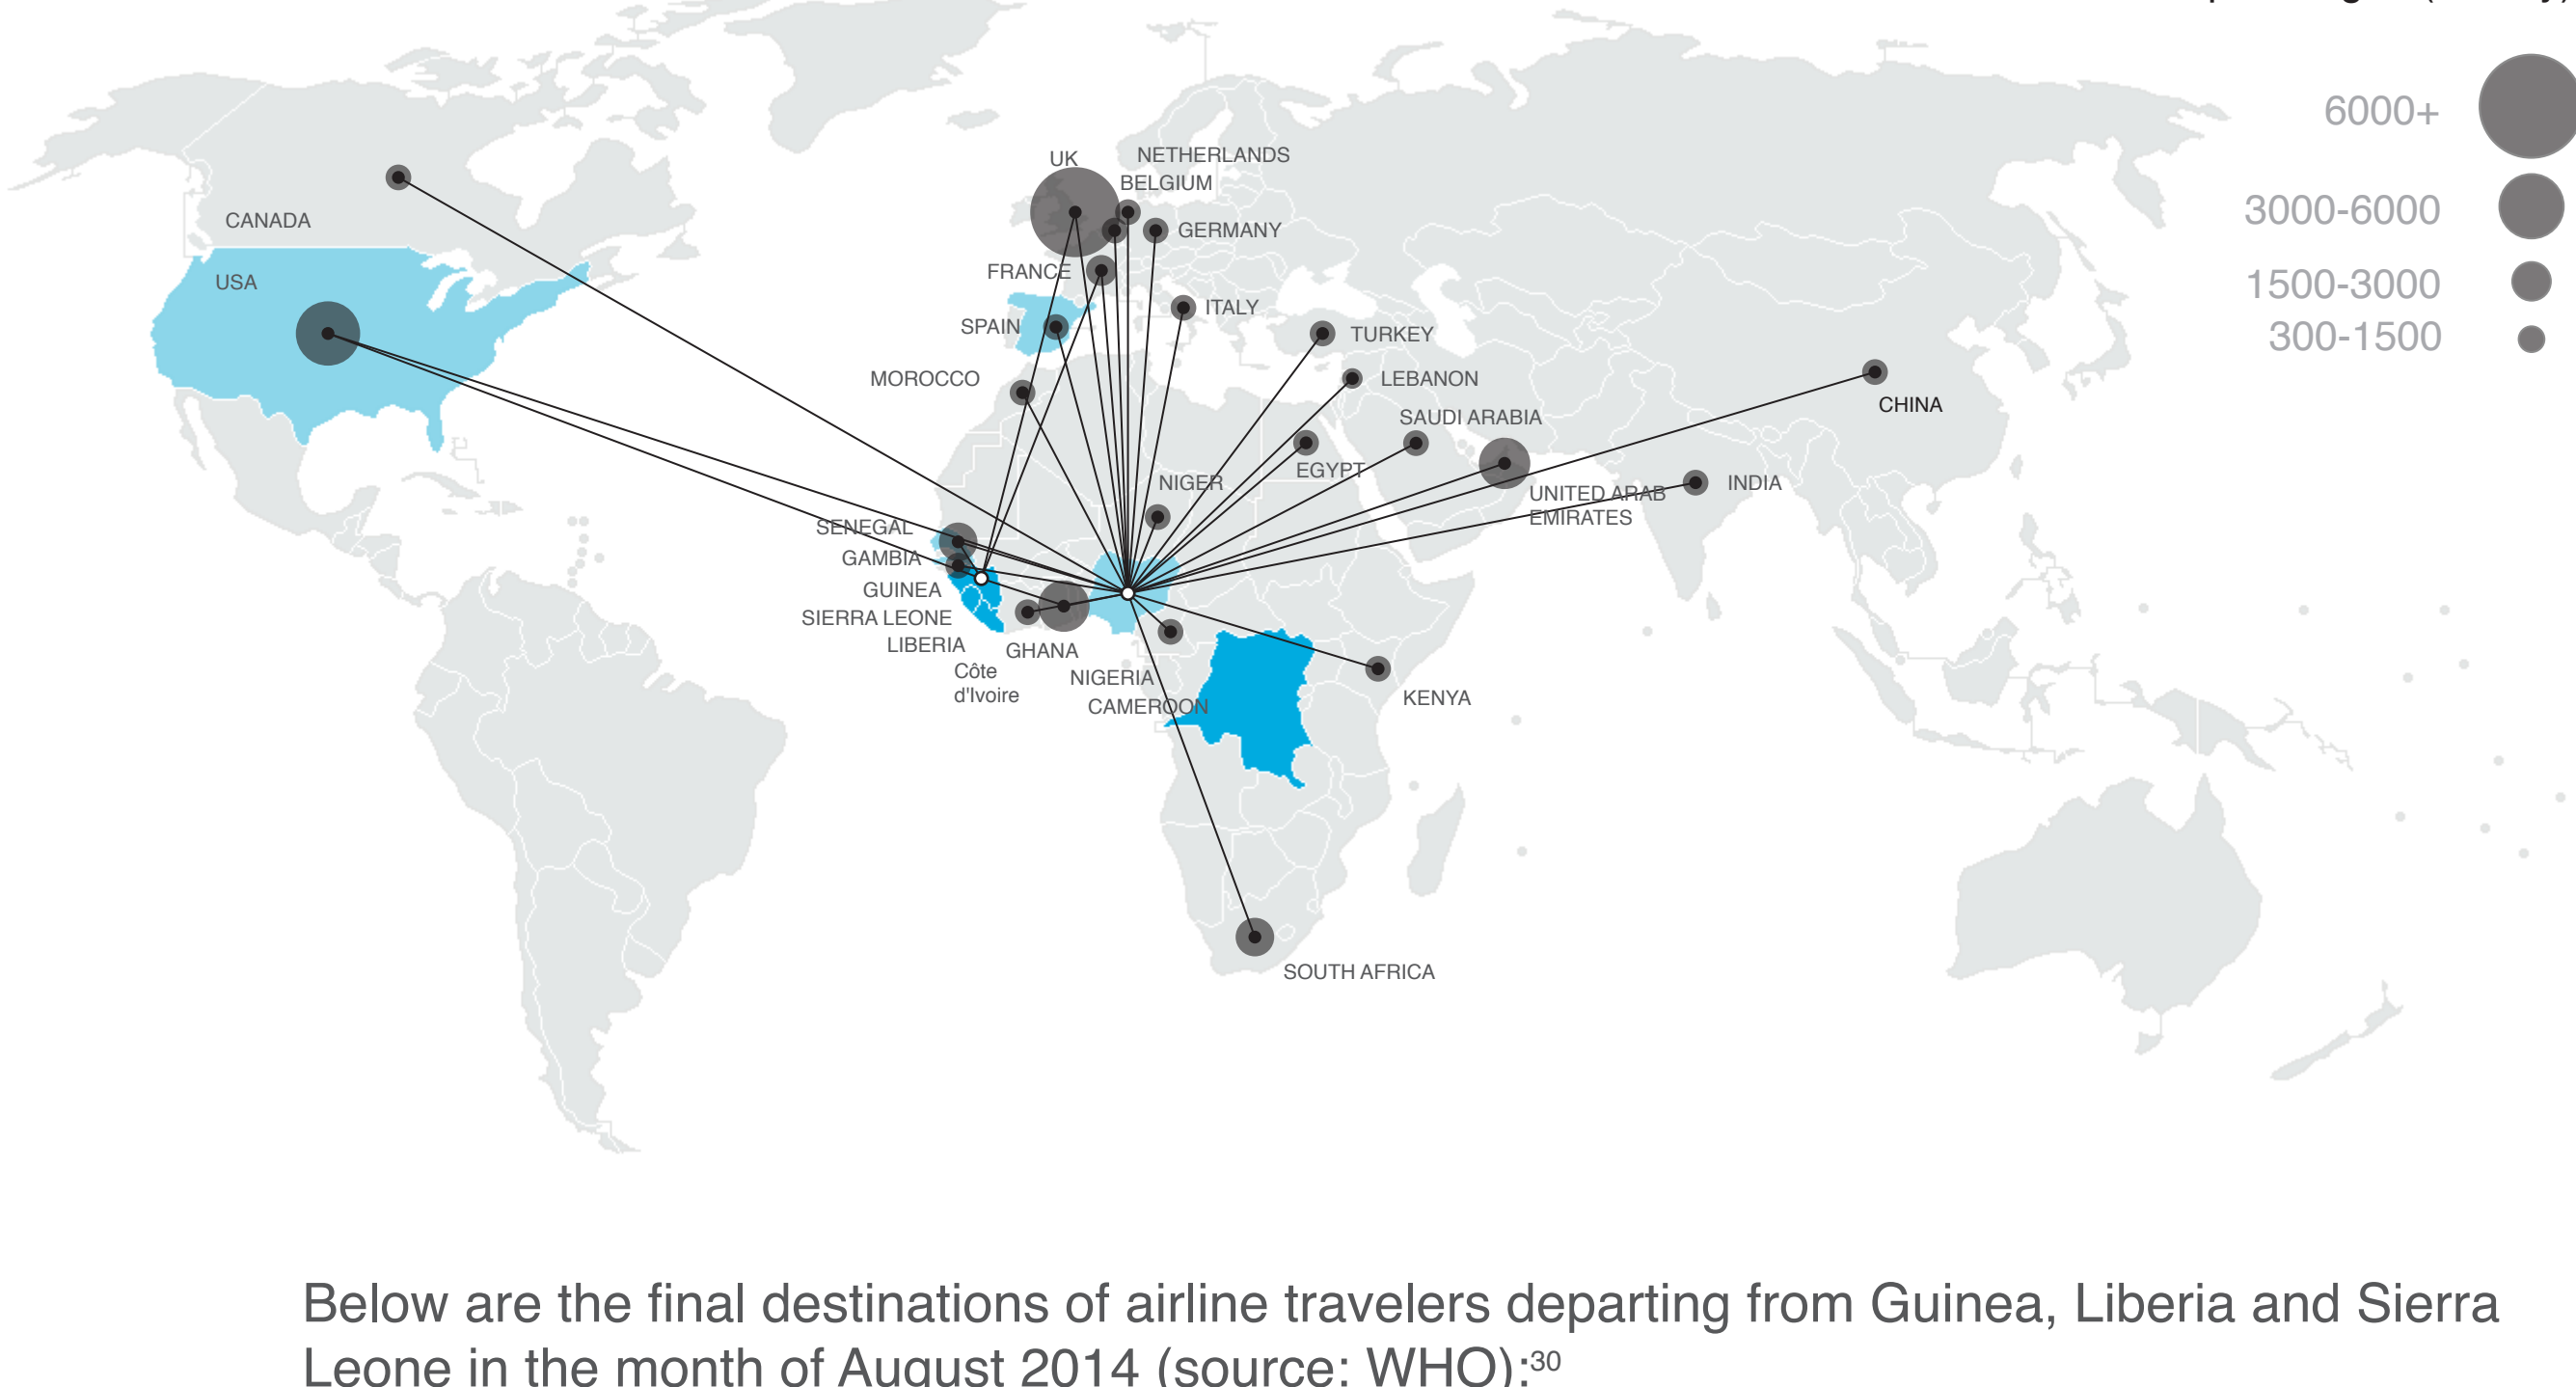 6000+
3000-6000
1500-3000
300-1500
UK
NETHERLANDS
BELGIUM
CANADA
GERMANY
FRANCE
USA
ITALY
SPAIN
TURKEY
MOROCCO
LEBANON
CHINA
SAUDI ARABIA
EGYPT
NIGER
INDIA
UNITED ARAB
EMIRATES
SENEGAL
GAMBIA
GUINEA
SIERRA LEONE
LIBERIA
GHANA
Côte
d'Ivoire
NIGERIA
CAMEROON
KENYA
SOUTH AFRICA
Below are the final destinations of airline travelers departing from Guinea, Liberia and Sierra
Leone in the month of August 2014 (source: WHO):30